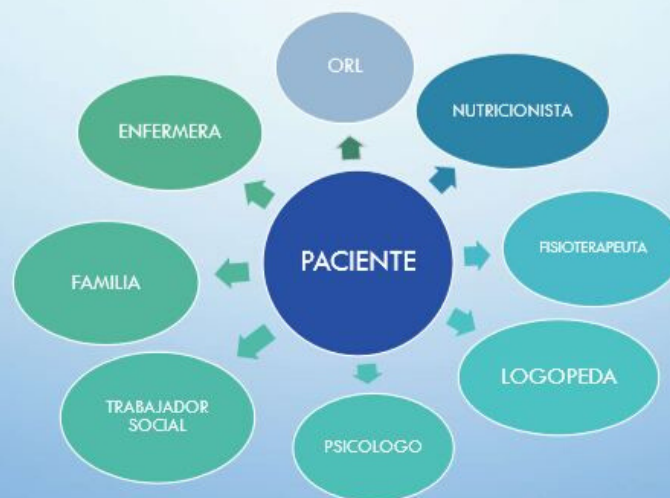 ORL
NUTRICIONISTA
ENFERMERA
FISIOTERAPEUTA
PACIENTE
FAMILIA
LOGOPEDA
TRABAJADOR
SOCIAL
PSICOLOGO